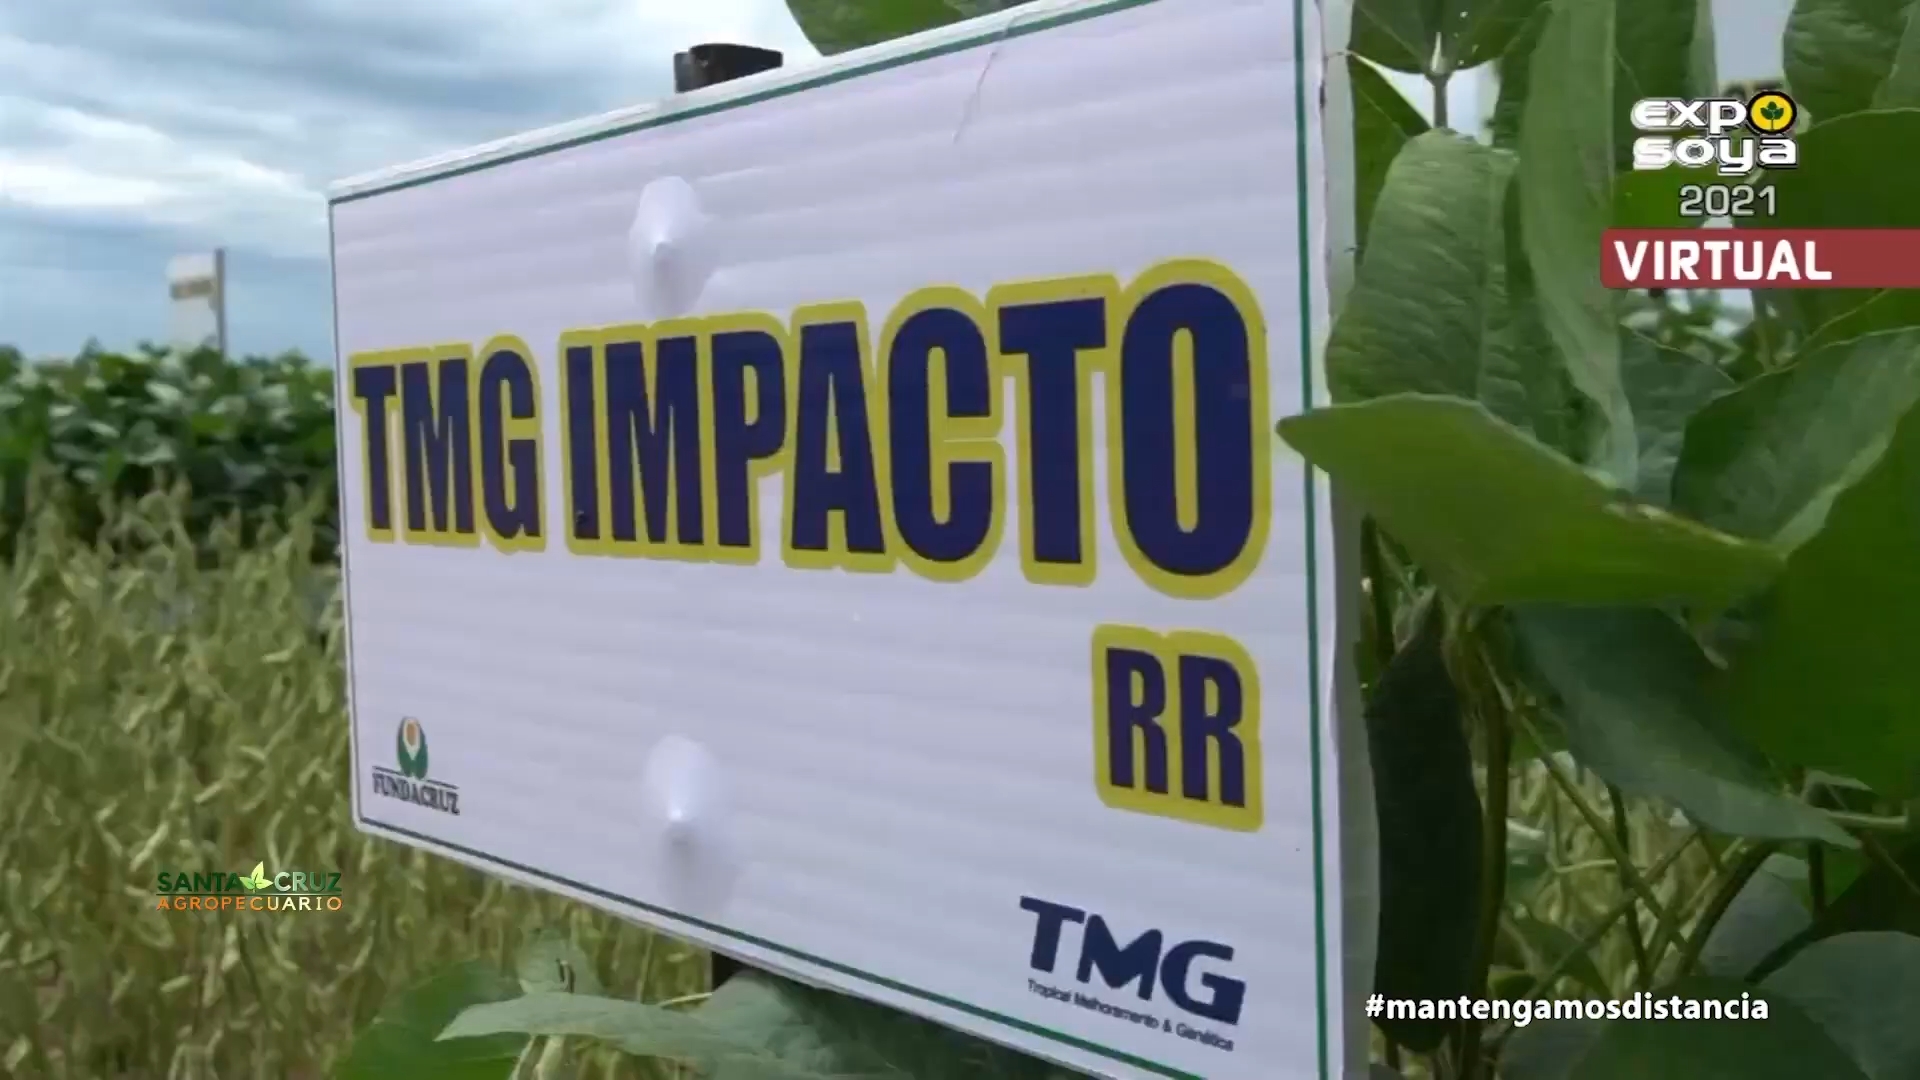 EXPO
soya
2021
VIRTUAL
TMG IMPACTO
RR
FUNDACRUZ
SANTA CRUZ
AGROPECUARIO
TMG
Tropical Melhoramento & Genética
#mantengamosdistancia